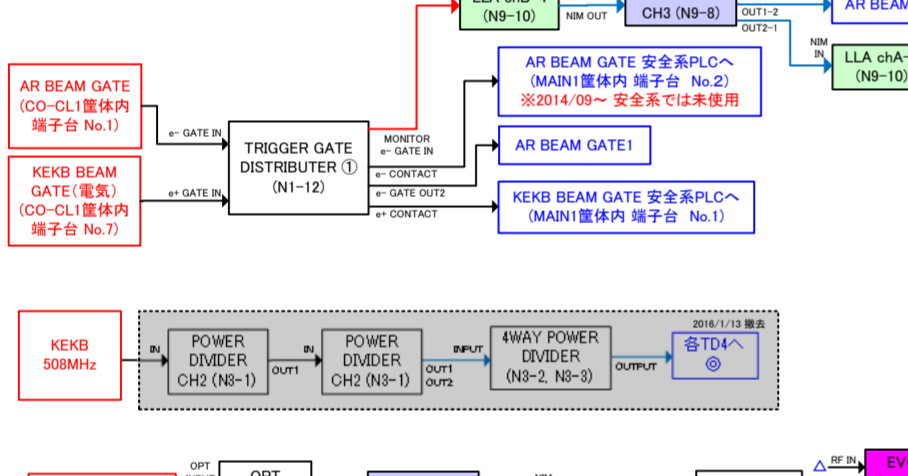 (N9-10)
NIM OUT
CH3 (N9-8)
OUT1-2
OUT2-1
AR BEAM
NIM
IN
LLA chA-
(N9-10)
AR BEAM GATE
(CO-CL1筐体内
端子台 No.1)
e- GATE IN
KEKB BEAM
GATE(電気)
(CO-CL1筐体内
端子台 No.7)
e+ GATE IN
TRIGGER GATE
DISTRIBUTER ①
(N1-12)
MONITOR
e- GATE IN
e- CONTACT
e- GATE OUT2
e+ CONTACT
AR BEAM GATE 安全系PLCへ
(MAIN1筐体内 端子台 No.2)
※2014/09~ 安全系では未使用
AR BEAM GATE1
KEKB BEAM GATE 安全系PLCへ
(MAIN1筐体内 端子台 No.1)
KEKB
508MHz
2016/1/13 撤去
IN
POWER
DIVIDER
CH2 (N3-1)
OUT1
IN
POWER
DIVIDER
CH2 (N3-1)
INPUT
OUT1
OUT2
4WAY POWER
DIVIDER
(N3-2, N3-3)
OUTPUT
各TD4へ
◎
OPT
NIM
△ RF IN